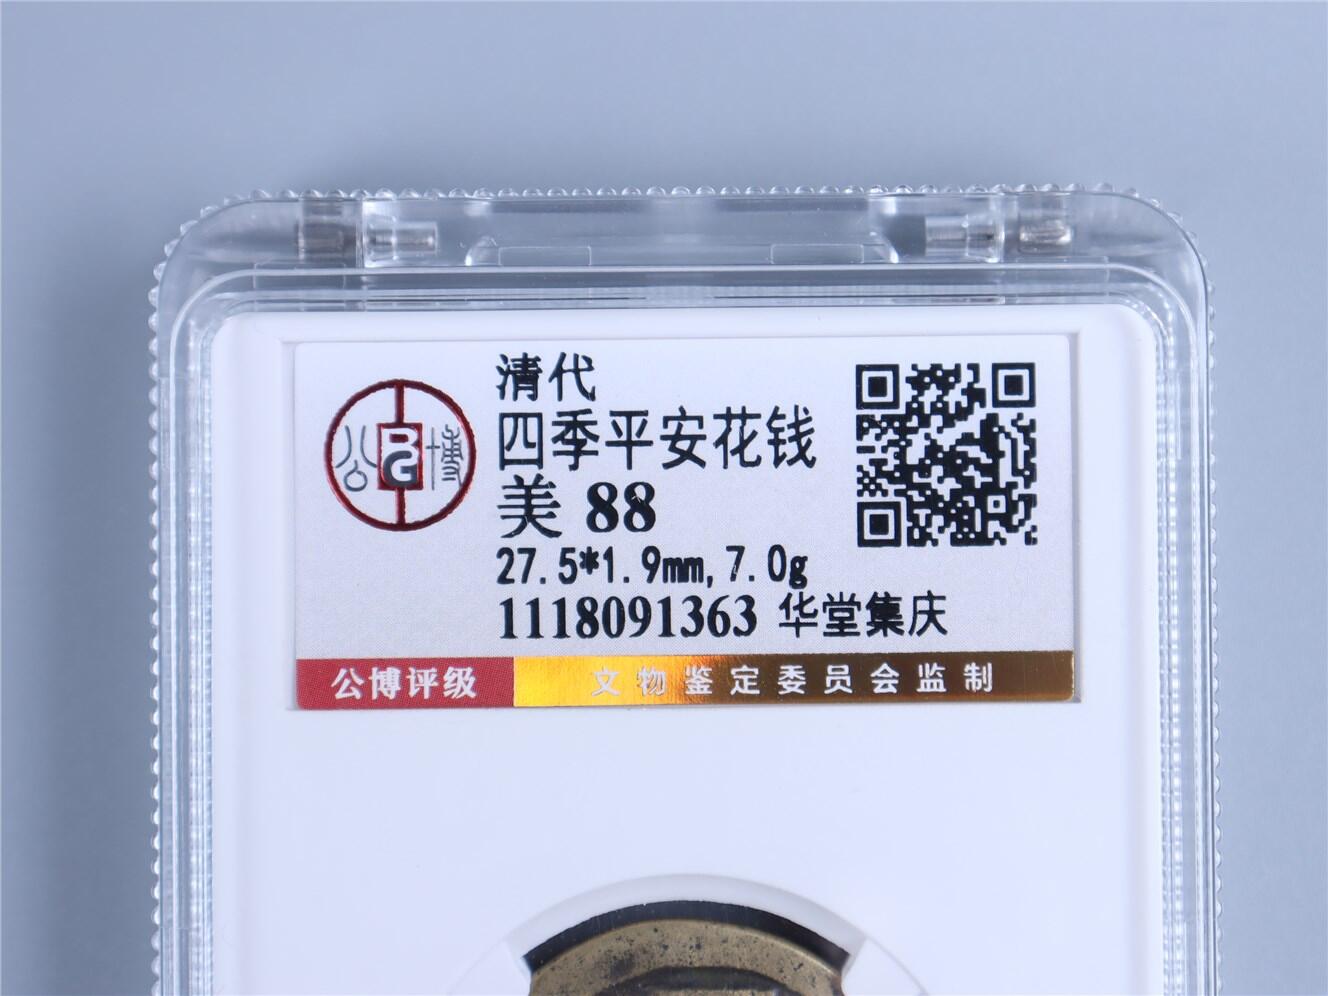 公博
清代
四季平安花钱
美 88
27.5*1.9mm,7.0g
1118091363 华堂集庆
公博评级 文物鉴定委员会监制